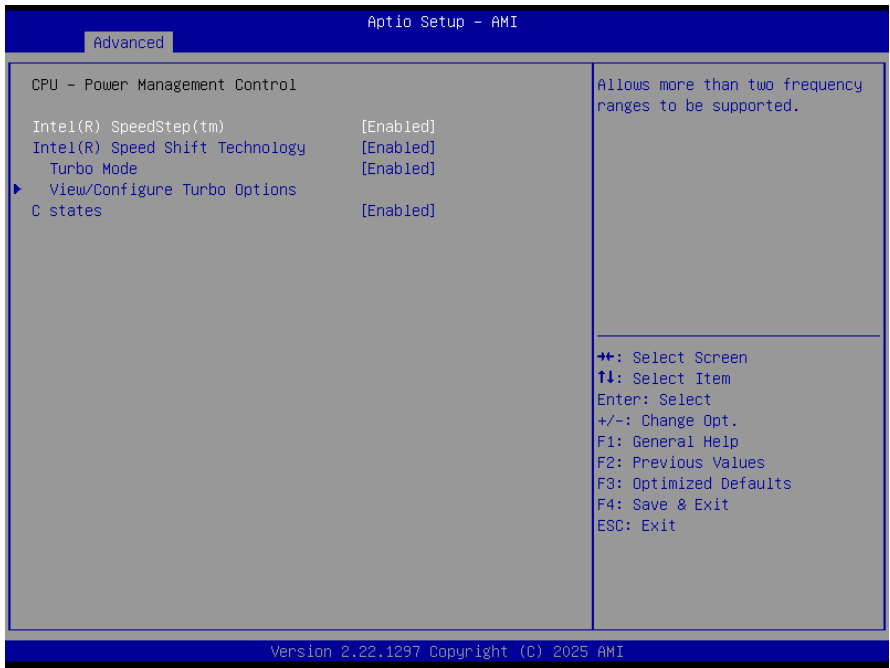 Aptio Setup – AMI
Advanced
CPU – Power Management Control
Intel(R) SpeedStep(tm) [Enabled]
Intel(R) Speed Shift Technology [Enabled]
Turbo Mode [Enabled]
View/Configure Turbo Options
C states [Enabled]
Allows more than two frequency
ranges to be supported.
→←: Select Screen
↑↓: Select Item
Enter: Select
+/-: Change Opt.
F1: General Help
F2: Previous Values
F3: Optimized Defaults
F4: Save & Exit
ESC: Exit
Version 2.22.1297 Copyright (C) 2025 AMI